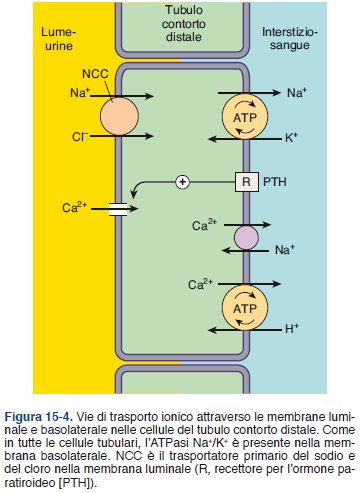 Tubulo
contorto
distale
Lume-
urine
Interstizio-
sangue
NCC
Na⁺
Cl⁻
Ca²⁺
Na⁺
ATP
K⁺
+
R PTH
Ca²⁺
Na⁺
Ca²⁺
ATP
H⁺
Figura 15-4. Vie di trasporto ionico attraverso le membrane lumi-
nale e basolaterale nelle cellule del tubulo contorto distale. Come
in tutte le cellule tubulari, l'ATPasi Na⁺/K⁺ è presente nella mem-
brana basolaterale. NCC è il trasportatore primario del sodio e
del cloro nella membrana luminale (R, recettore per l'ormone pa-
ratiroideo [PTH]).